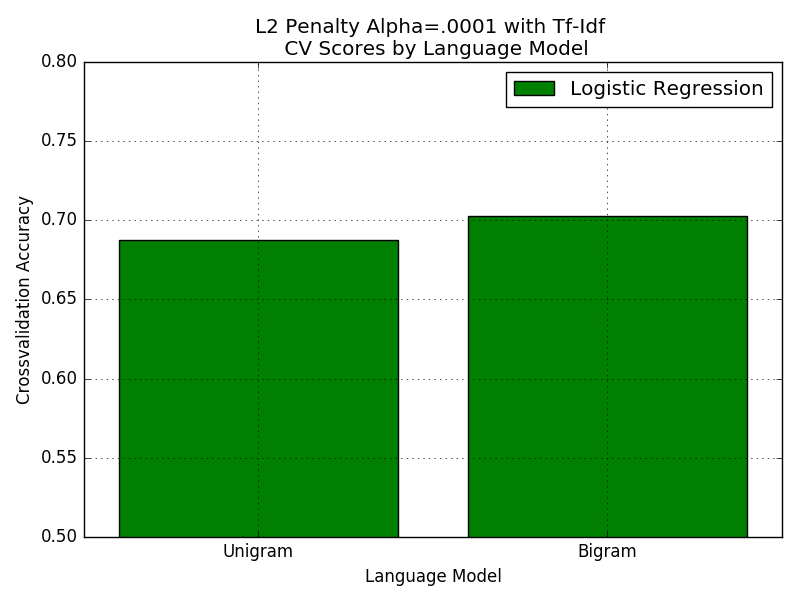 L2 Penalty Alpha=.0001 with Tf-Idf
CV Scores by Language Model
Logistic Regression
Crossvalidation Accuracy
0.80
0.75
0.70
0.65
0.60
0.55
0.50
Unigram
Bigram
Language Model